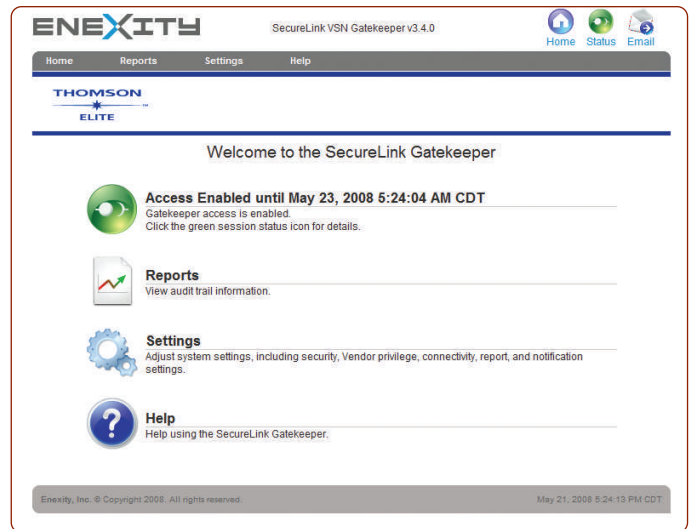 ENEXITY
SecureLink VSN Gatekeeper v3.4.0
Home Status Email
Home Reports Settings Help
THOMSON
™
ELITE
Welcome to the SecureLink Gatekeeper
Access Enabled until May 23, 2008 5:24:04 AM CDT
Gatekeeper access is enabled.
Click the green session status icon for details.
Reports
View audit trail information.
Settings
Adjust system settings, including security, Vendor privilege, connectivity, report, and notification
settings.
?
Help
Help using the SecureLink Gatekeeper.
Enexity, Inc. © Copyright 2008. All rights reserved.
May 21, 2008 5:24:13 PM CDT